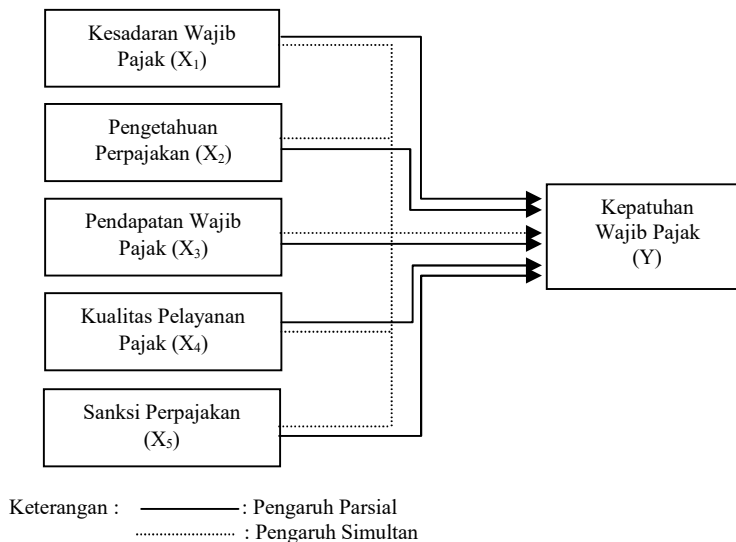 Kesadaran Wajib
Pajak (X₁)
Pengetahuan
Perpajakan (X₂)
Pendapatan Wajib
Pajak (X₃)
Kualitas Pelayanan
Pajak (X₄)
Sanksi Perpajakan
(X₅)
Kepatuhan
Wajib Pajak
(Y)
Keterangan : : Pengaruh Parsial
: Pengaruh Simultan